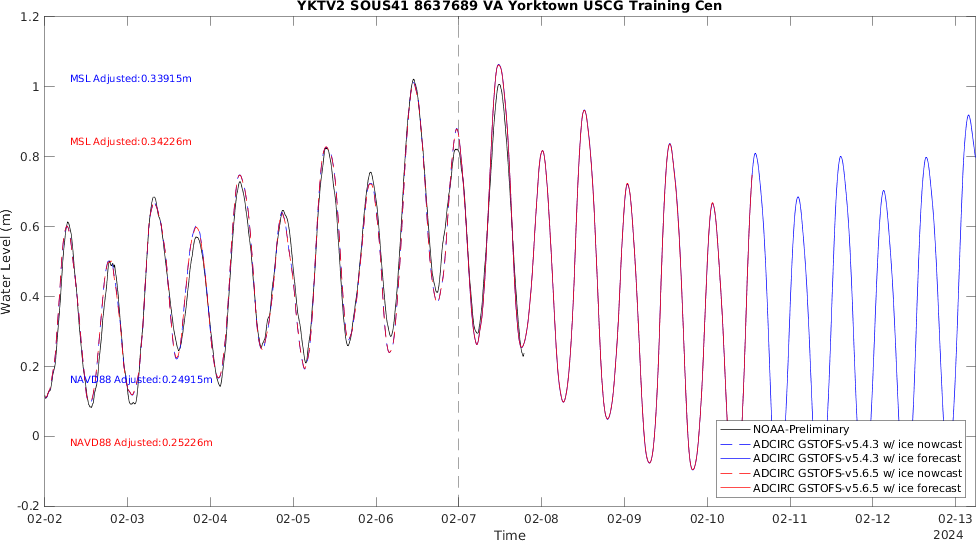 YKTV2 SOUS41 8637689 VA Yorktown USCG Training Cen
1.2
1
0.8
0.6
0.4
0.2
0
-0.2
Water Level (m)
MSL Adjusted:0.33915m
MSL Adjusted:0.34226m
NAVD88 Adjusted:0.24915m
NAVD88 Adjusted:0.25226m
NOAA-Preliminary
ADCIRC GSTOFS-v5.4.3 w/ ice nowcast
ADCIRC GSTOFS-v5.4.3 w/ ice forecast
ADCIRC GSTOFS-v5.6.5 w/ ice nowcast
ADCIRC GSTOFS-v5.6.5 w/ ice forecast
02-02 02-03 02-04 02-05 02-06 02-07 02-08 02-09 02-10 02-11 02-12 02-13
Time
2024